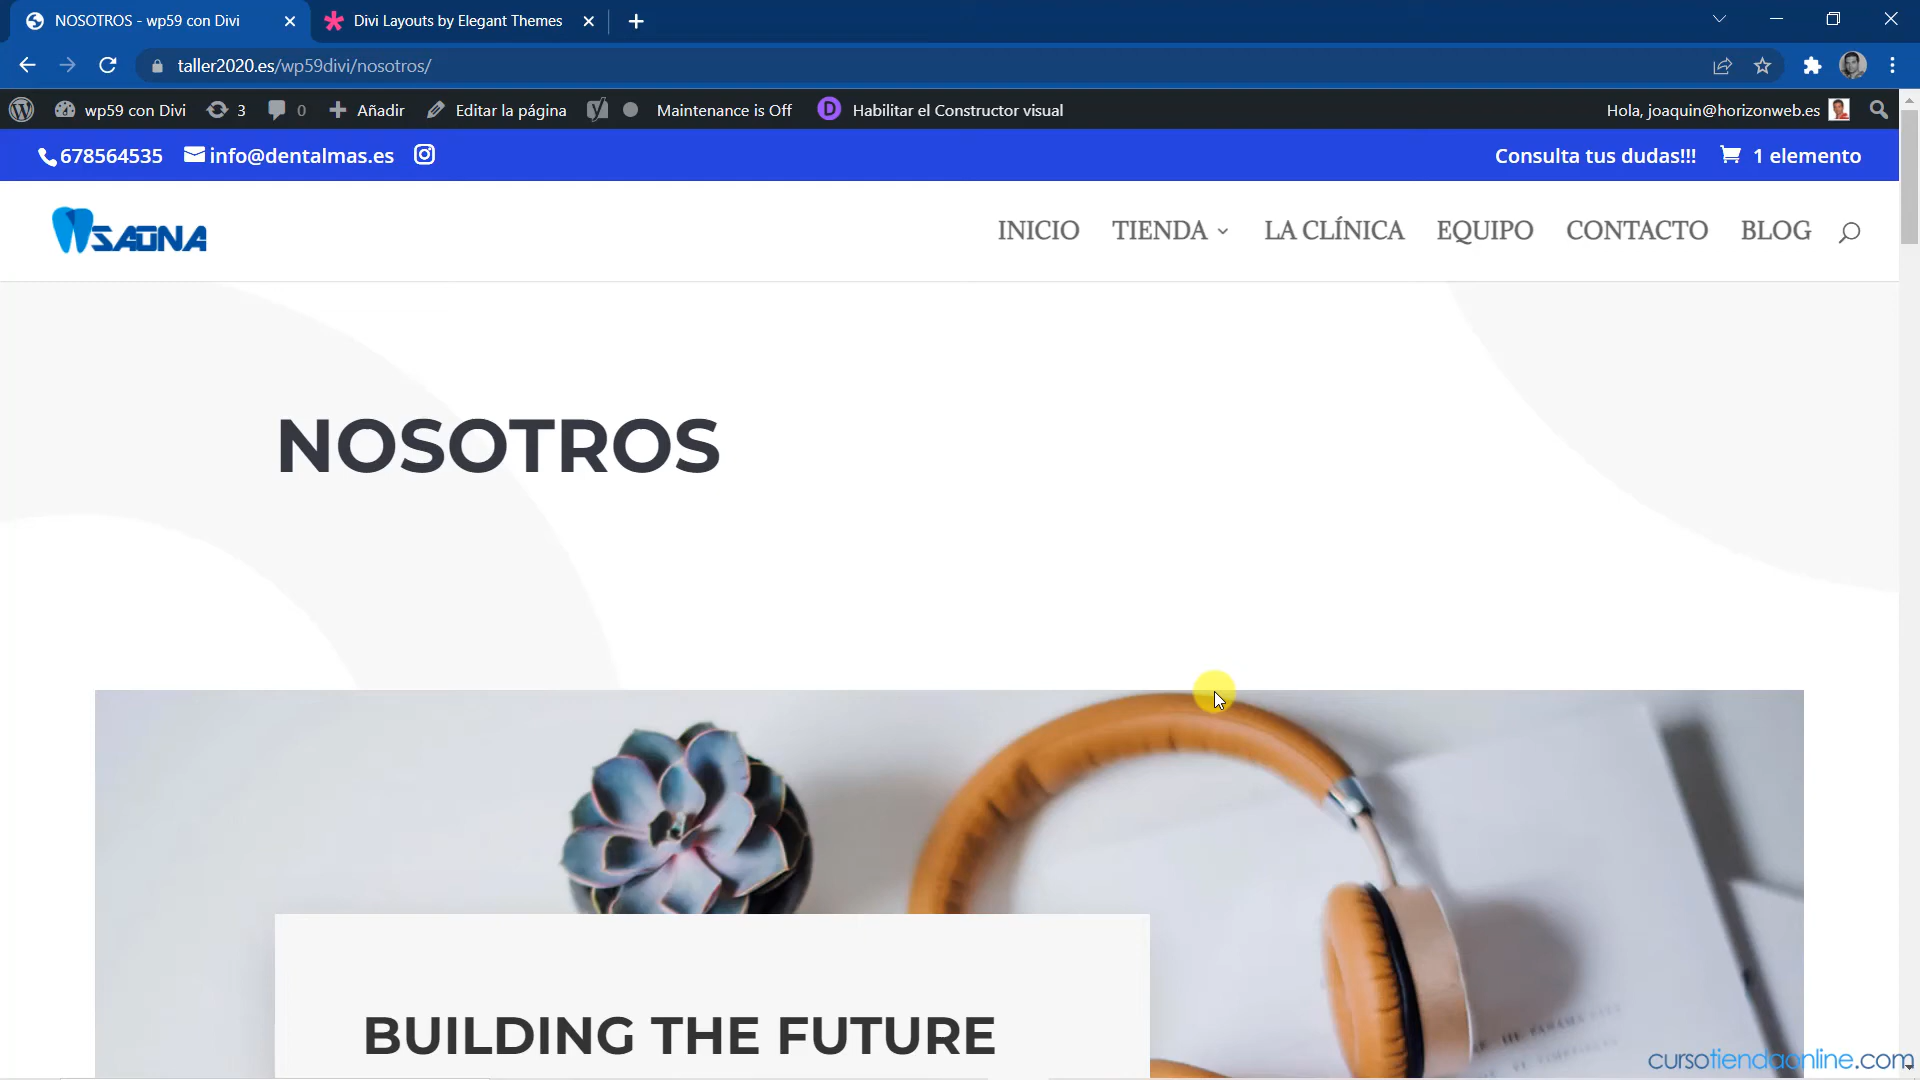 NOSOTROS - wp59 con Divi
Divi Layouts by Elegant Themes
taller2020.es/wp59divi/nosotros/
wp59 con Divi 3 0 Añadir Editar la página Maintenance is Off D Habilitar el Constructor visual
Hola, joaquin@horizonweb.es
678564535 info@dentalmas.es
Consulta tus dudas!!! 1 elemento
SAONA
INICIO TIENDA LA CLÍNICA EQUIPO CONTACTO BLOG
NOSOTROS
BUILDING THE FUTURE
cursotiendaonline.com